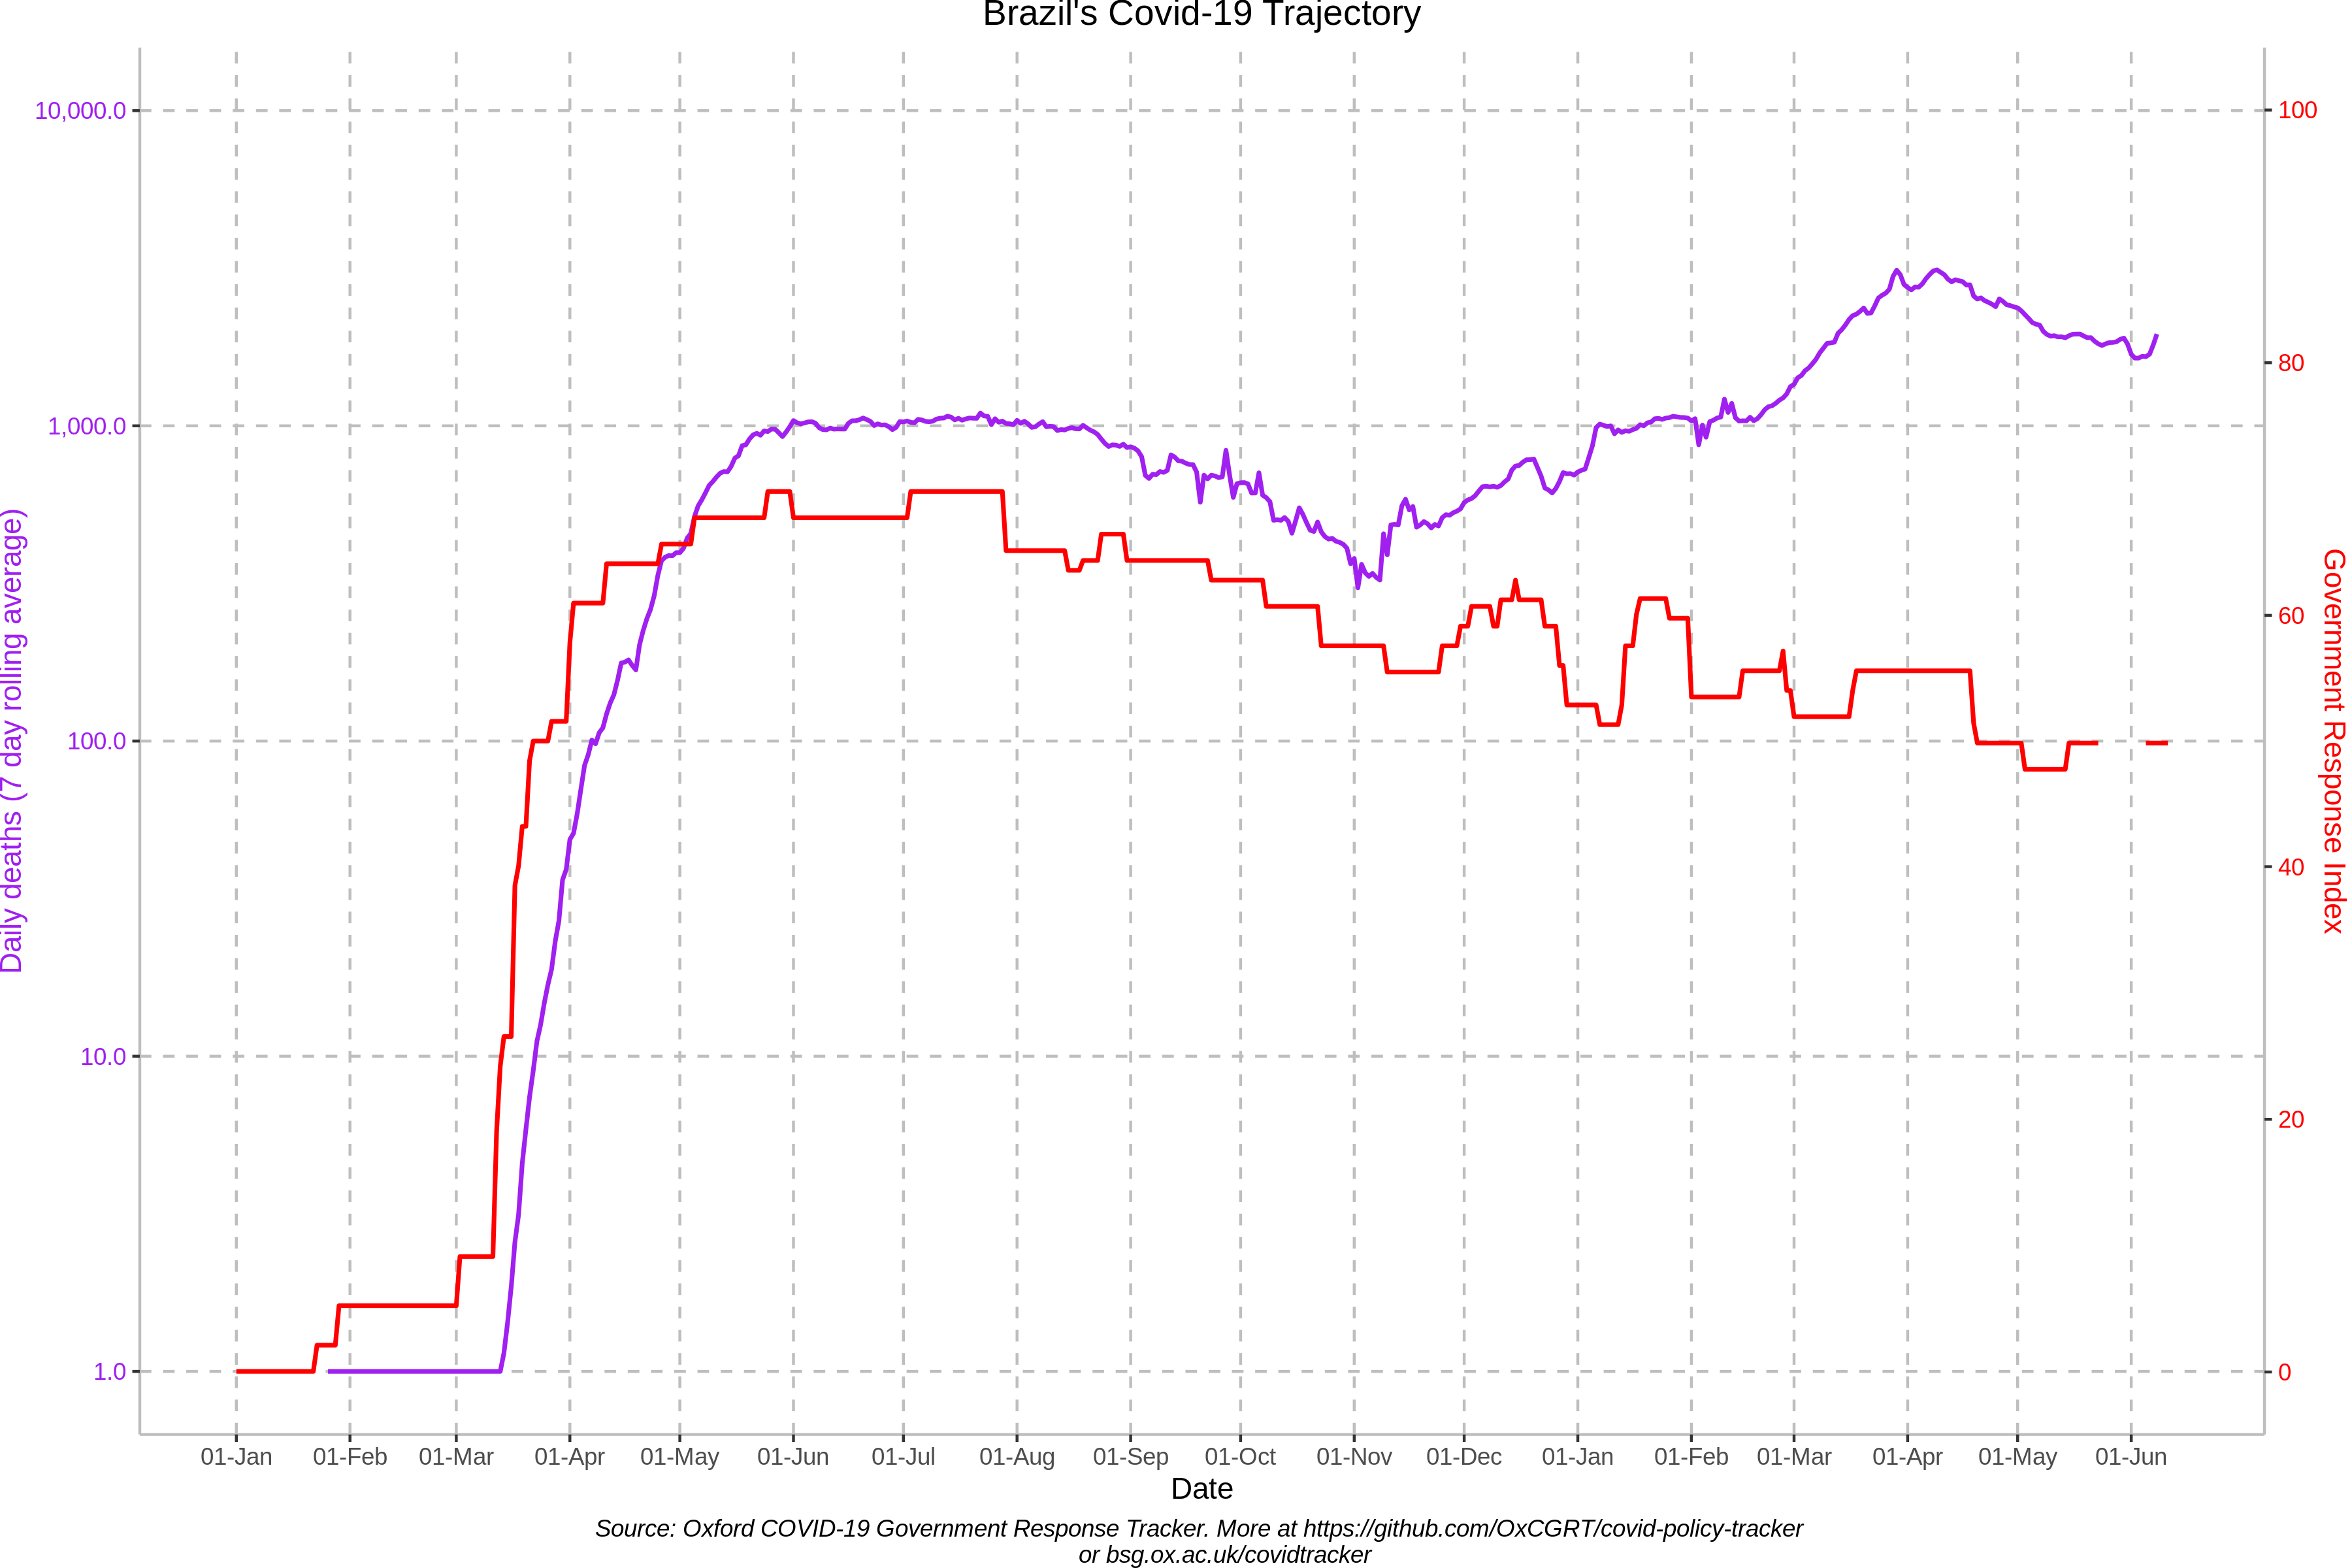 Brazil's Covid-19 Trajectory
10,000.0
1,000.0
100.0
10.0
1.0
Daily deaths (7 day rolling average)
100
80
60
40
20
0
Government Response Index
01-Jan 01-Feb 01-Mar 01-Apr 01-May 01-Jun 01-Jul 01-Aug 01-Sep 01-Oct 01-Nov 01-Dec 01-Jan 01-Feb 01-Mar 01-Apr 01-May 01-Jun
Date
Source: Oxford COVID-19 Government Response Tracker. More at https://github.com/OxCGRT/covid-policy-tracker
or bsg.ox.ac.uk/covidtracker